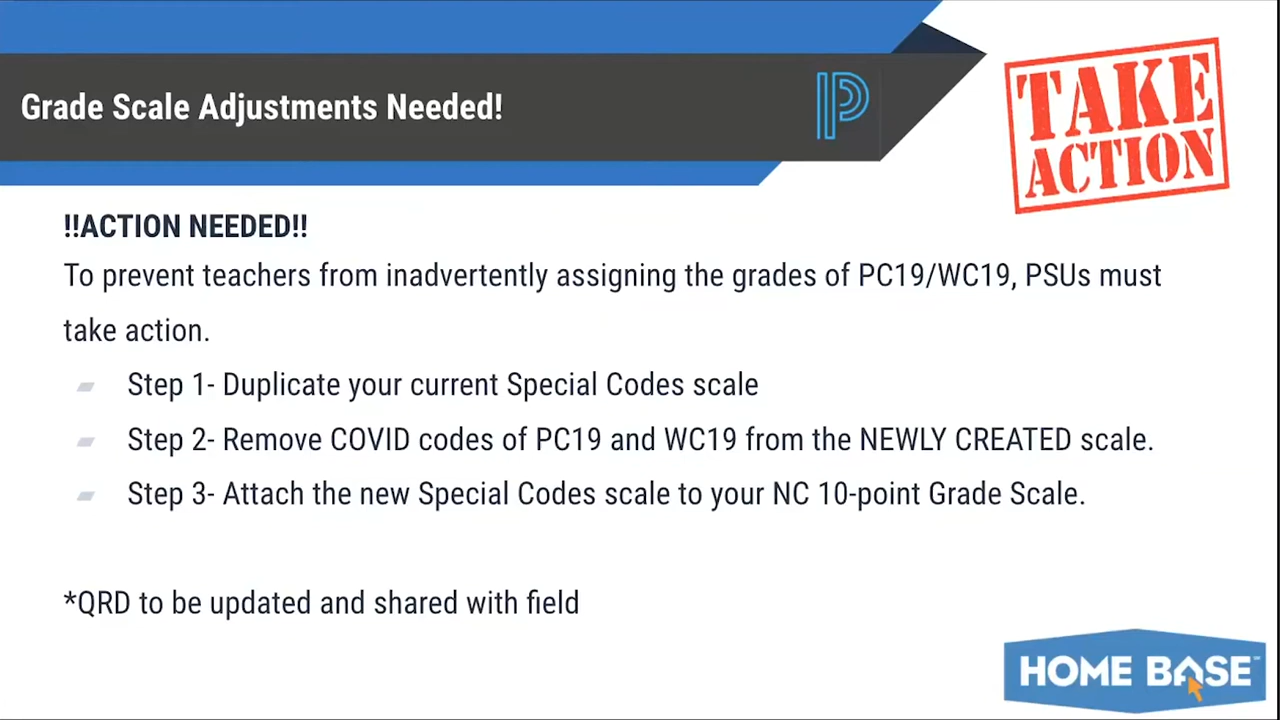 Grade Scale Adjustments Needed!
TAKE
ACTION
!!ACTION NEEDED!!
To prevent teachers from inadvertently assigning the grades of PC19/WC19, PSUs must
take action.
Step 1- Duplicate your current Special Codes scale
Step 2- Remove COVID codes of PC19 and WC19 from the NEWLY CREATED scale.
Step 3- Attach the new Special Codes scale to your NC 10-point Grade Scale.
*QRD to be updated and shared with field
HOME BASE℠